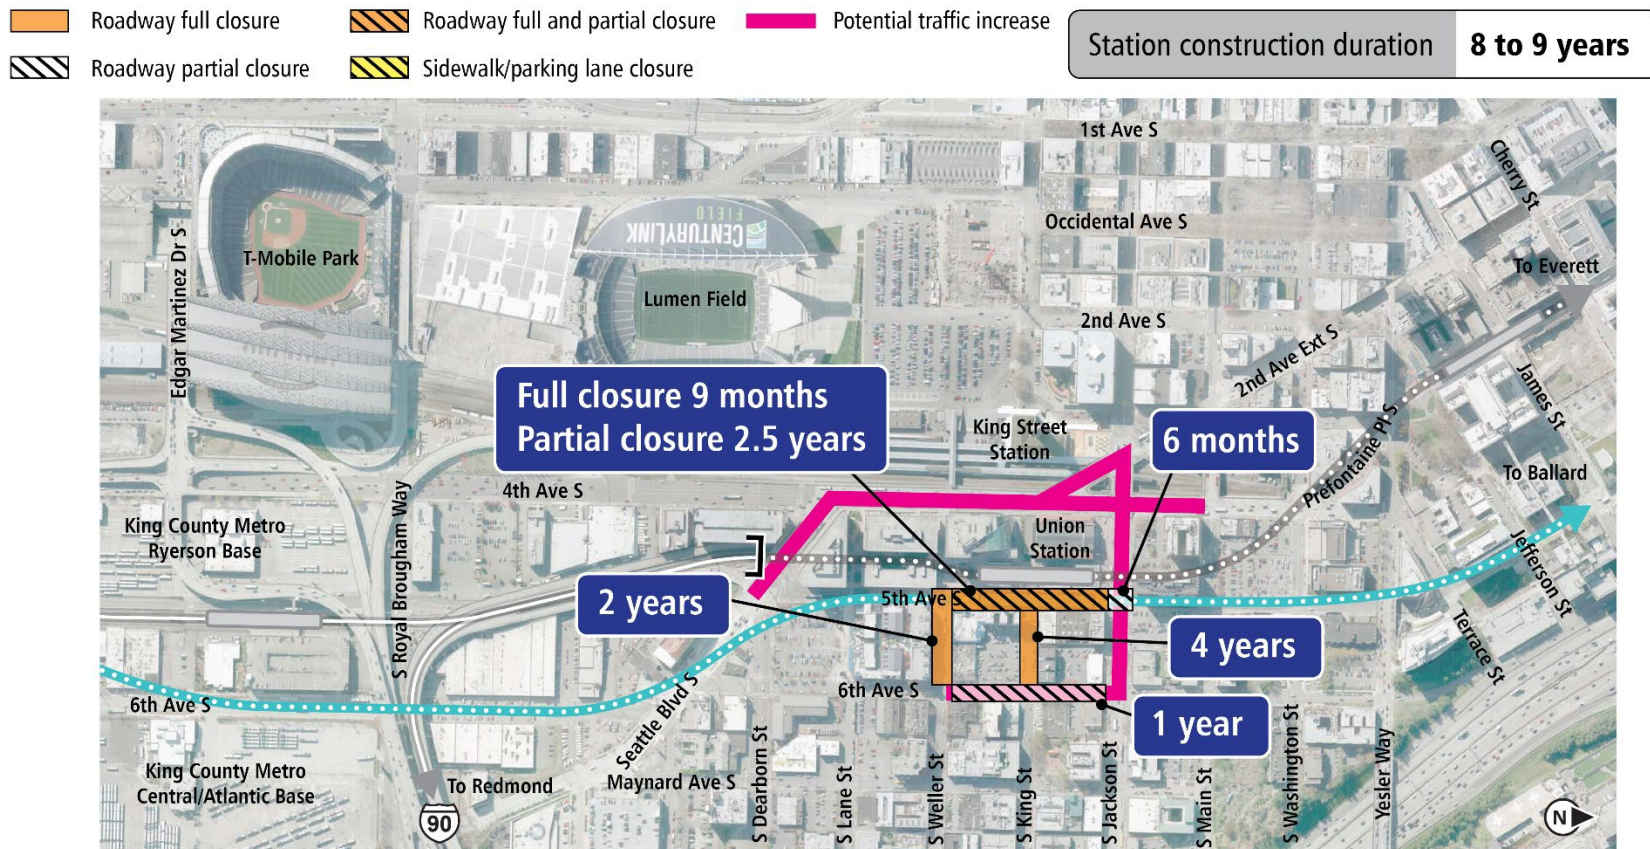 Roadway full closure
Roadway full and partial closure
Potential traffic increase
Station construction duration 8 to 9 years
Roadway partial closure
Sidewalk/parking lane closure
1st Ave S
Cherry St
Occidental Ave S
CENTURYLINK
FIELD
Edgar Martinez Dr S
T-Mobile Park
Lumen Field
To Everett
2nd Ave S
2nd Ave Ext S
James St
Full closure 9 months
Partial closure 2.5 years
King Street
Station
6 months
Prefontaine Pl S
To Ballard
4th Ave S
S Royal Brougham Way
King County Metro
Ryerson Base
Union
Station
Jefferson St
2 years
5th Ave S
4 years
Terrace St
6th Ave S
6th Ave S
1 year
Seattle Blvd S
King County Metro
Central/Atlantic Base
To Redmond
Maynard Ave S
S Dearborn St
S Lane St
S Weller St
S King St
S Jackson St
S Main St
S Washington St
Yesler Way
90
N